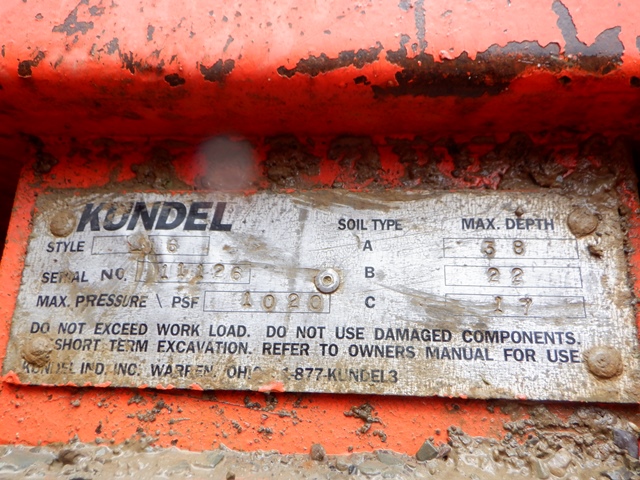 KUNDEL
STYLE
SERIAL NO. 11126
MAX. PRESSURE \ PSF 1020
SOIL TYPE MAX. DEPTH
A 38
B 22
C 17
DO NOT EXCEED WORK LOAD. DO NOT USE DAMAGED COMPONENTS.
SHORT TERM EXCAVATION. REFER TO OWNERS MANUAL FOR USE
KUNDEL IND. INC. WARREN, OHIO 1-877-KUNDEL3